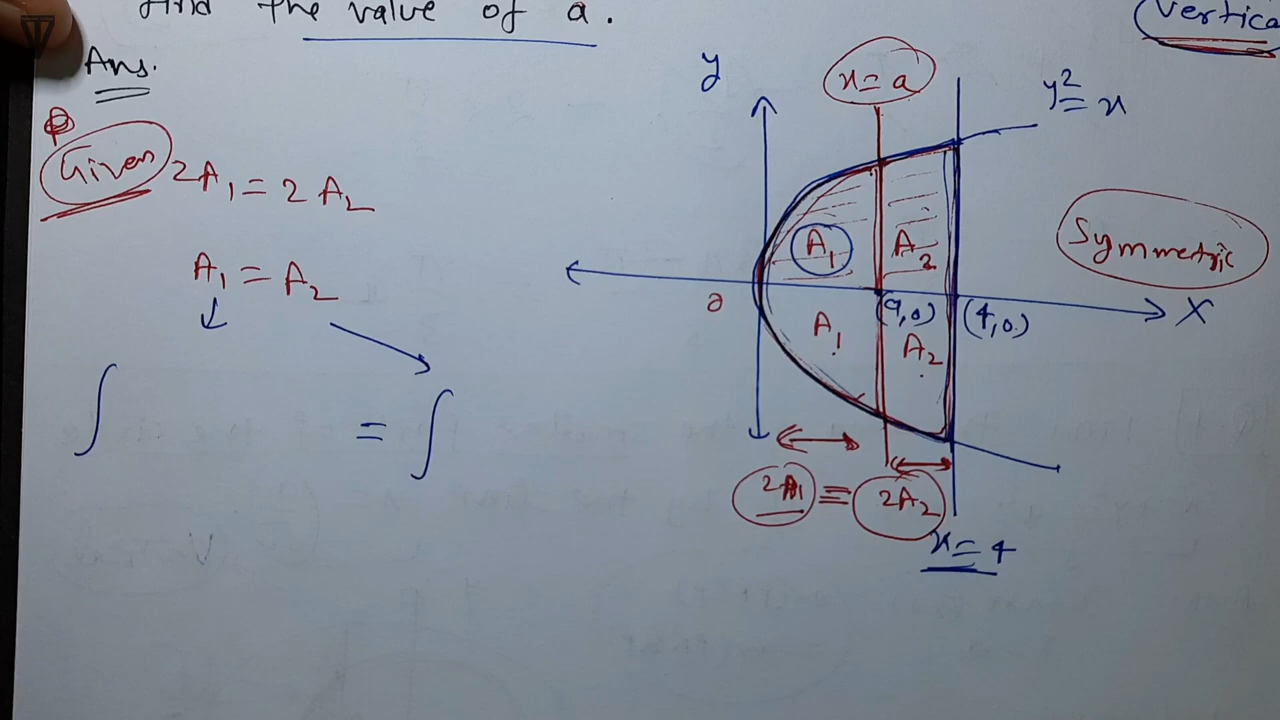 Find the value of a.
(Vertica
Ans.
Given 2A₁ = 2A₂
A₁ = A₂
∫ = ∫
y
x = a
y² = x
A₁ A₂
Symmetric
(a,0) (4,0) X
A₁ A₂
2A₁ = 2A₂
x = 4